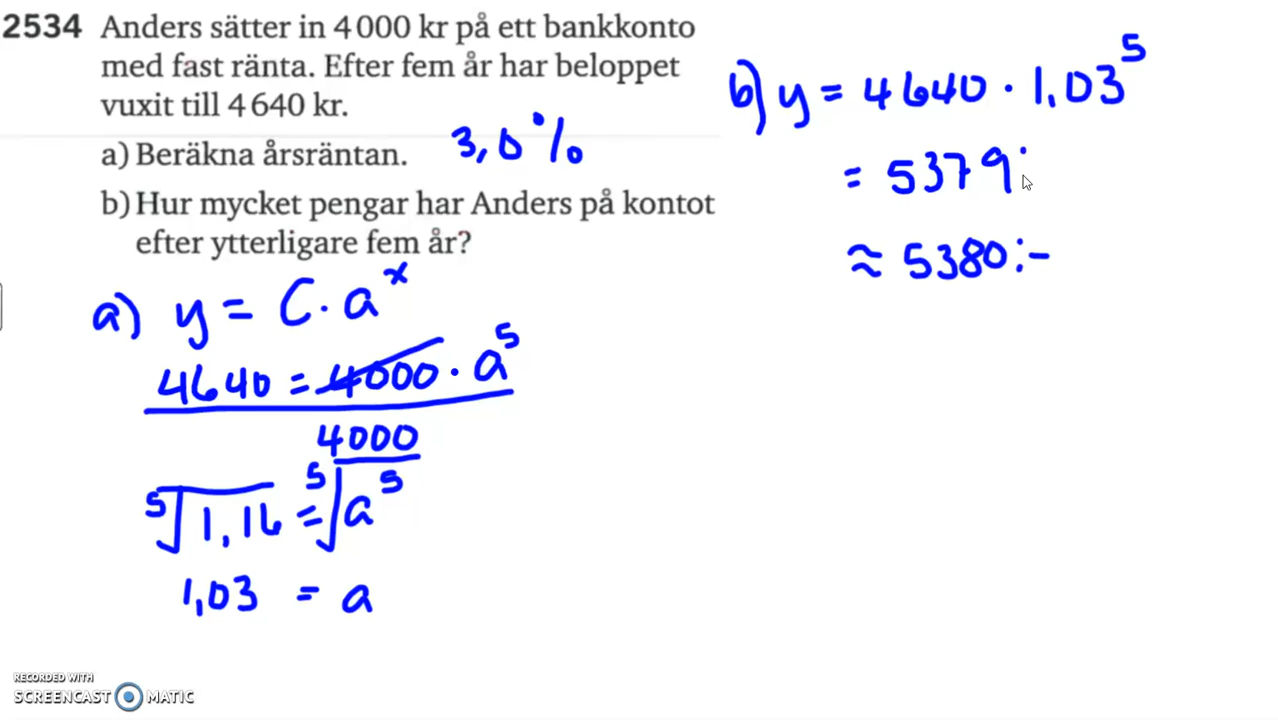 2534 Anders sätter in 4 000 kr på ett bankkonto
med fast ränta. Efter fem år har beloppet
vuxit till 4 640 kr.
a) Beräkna årsräntan. 3,0 %
b) Hur mycket pengar har Anders på kontot
efter ytterligare fem år?
a) y = C · a^x
4640 = 4000 · a^5
4000
5√1,16 = 5√a^5
1,03 = a
b) y = 4640 · 1,03^5
= 5379:
≈ 5380:-
RECORDED WITH
SCREENCAST MATIC